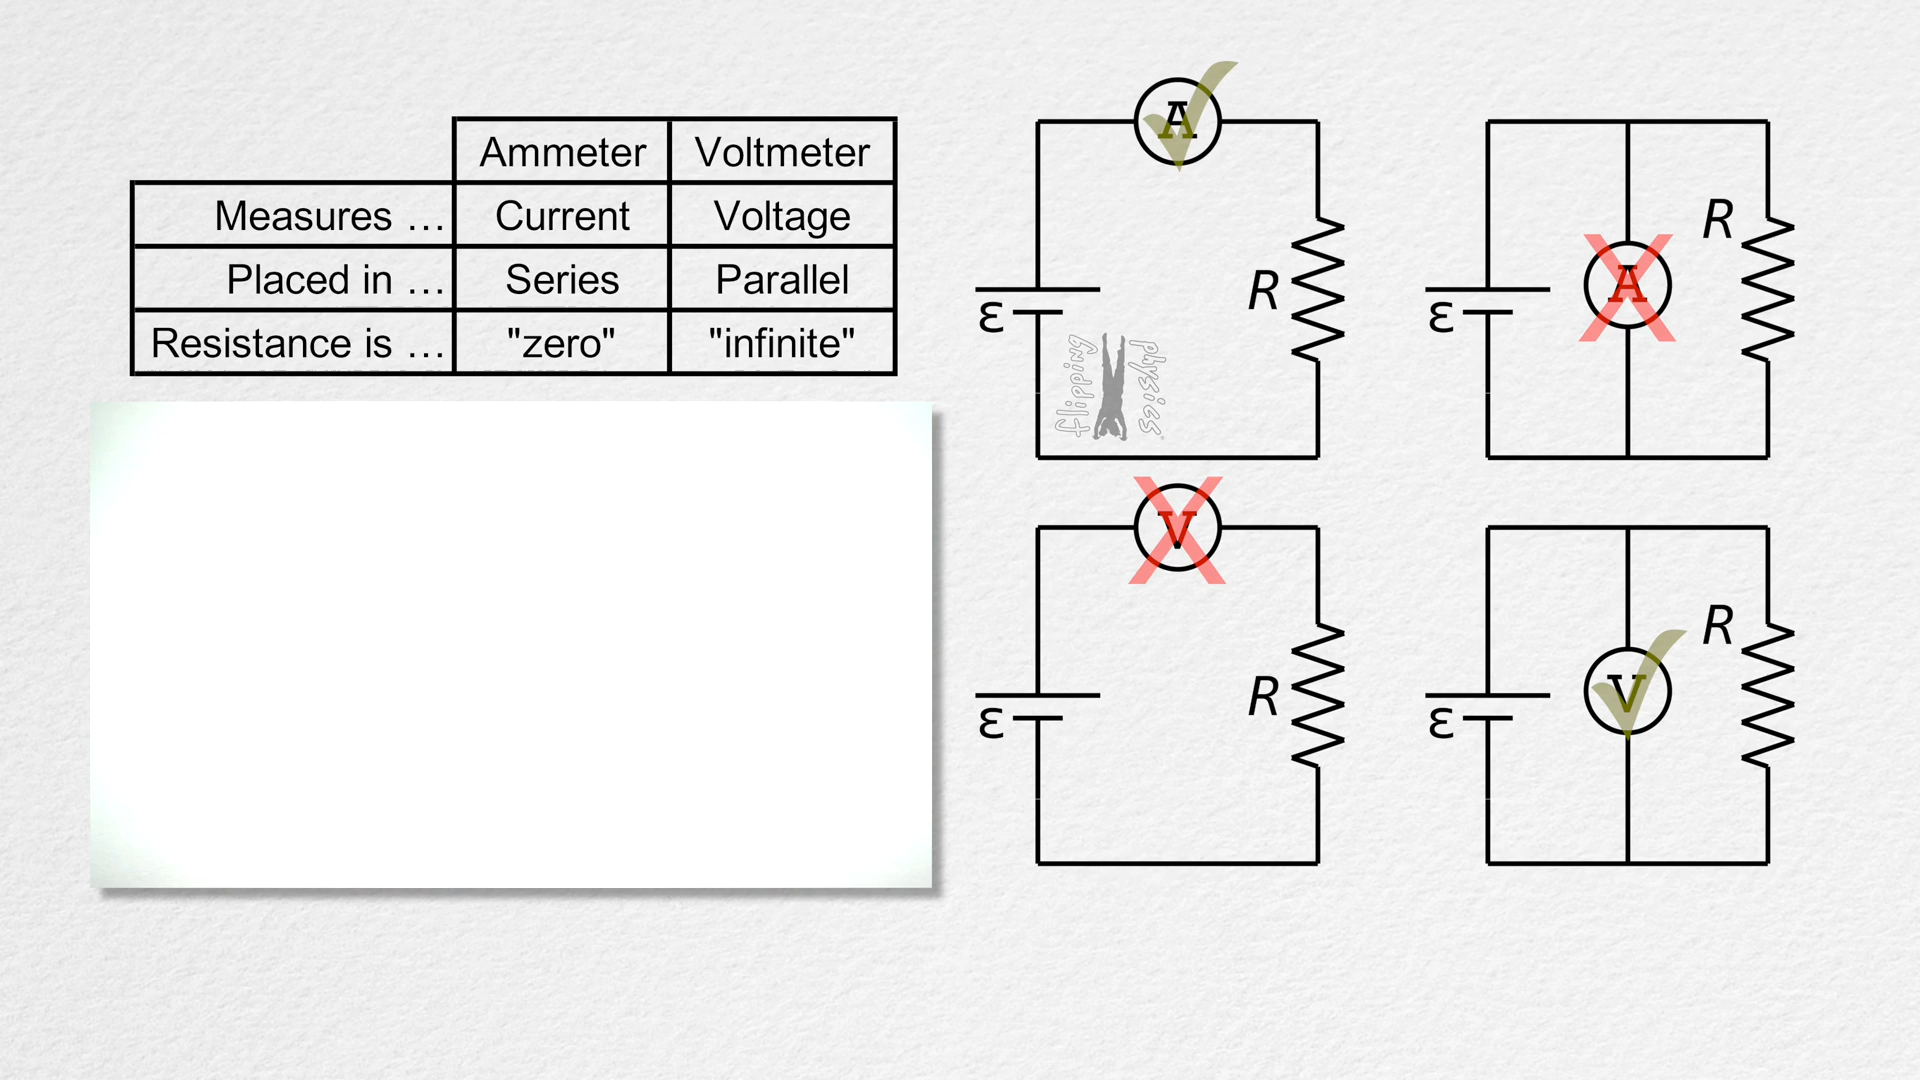 Ammeter Voltmeter
Measures … Current Voltage
Placed in … Series Parallel
Resistance is … "zero" "infinite"
A
R
ε
flipping physics
A
R
ε
V
R
ε
V
R
ε